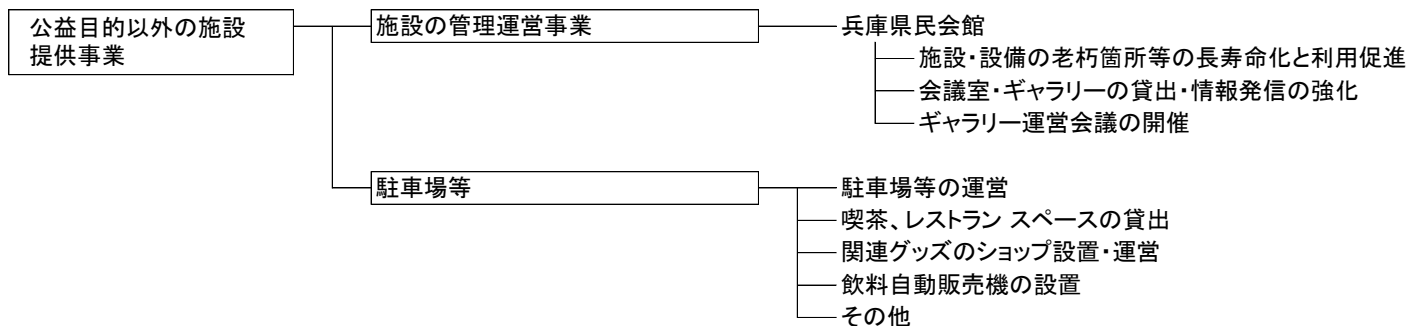 公益目的以外の施設
提供事業
施設の管理運営事業
兵庫県民会館
施設・設備の老朽箇所等の長寿命化と利用促進
会議室・ギャラリーの貸出・情報発信の強化
ギャラリー運営会議の開催
駐車場等
駐車場等の運営
喫茶、レストラン スペースの貸出
関連グッズのショップ設置・運営
飲料自動販売機の設置
その他